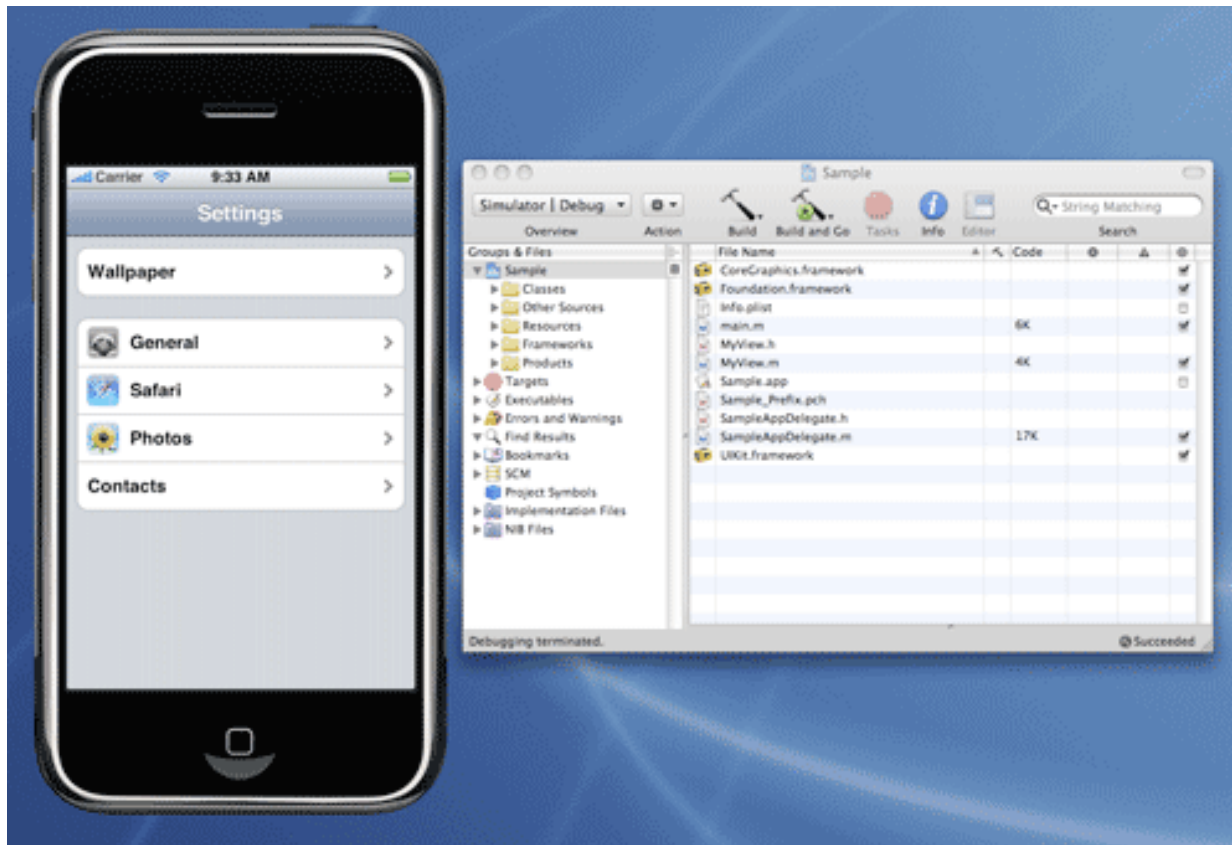 Carrier 9:33 AM
Settings
Wallpaper
General
Safari
Photos
Contacts
Sample
Simulator | Debug
String Matching
Overview Action Build Build and Go Tasks Info Editor Search
Groups & Files
Sample
Classes
Other Sources
Resources
Frameworks
Products
Targets
Executables
Errors and Warnings
Find Results
Bookmarks
SCM
Project Symbols
Implementation Files
NIB Files
File Name Code
CoreGraphics.framework
Foundation.framework
Info.plist
main.m 6K
MyView.h
MyView.m 4K
Sample.app
Sample_Prefix.pch
SampleAppDelegate.h
SampleAppDelegate.m 17K
UIKit.framework
Debugging terminated. Succeeded